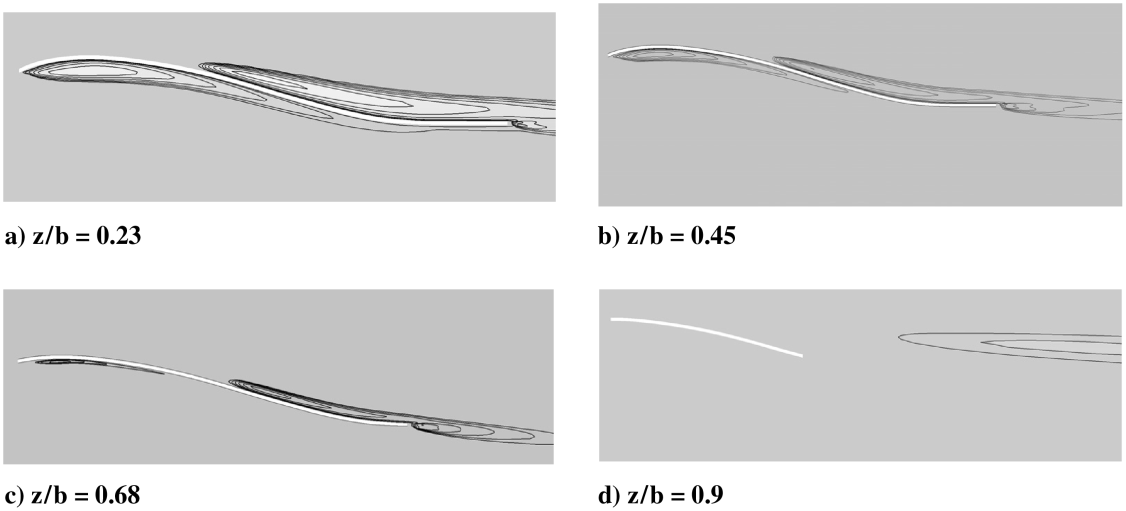 a) z/b = 0.23
b) z/b = 0.45
c) z/b = 0.68
d) z/b = 0.9